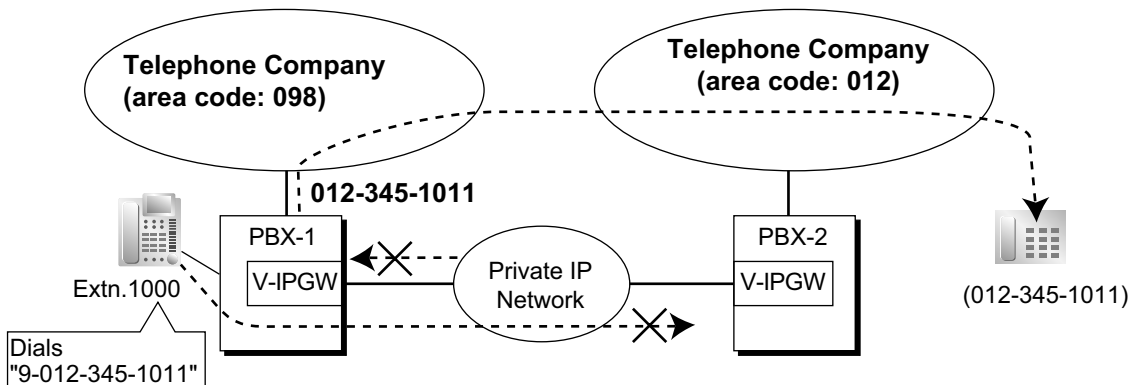 Telephone Company
(area code: 098)
Telephone Company
(area code: 012)
012-345-1011
PBX-1
V-IPGW
Private IP
Network
PBX-2
V-IPGW
Extn.1000
(012-345-1011)
Dials
"9-012-345-1011"